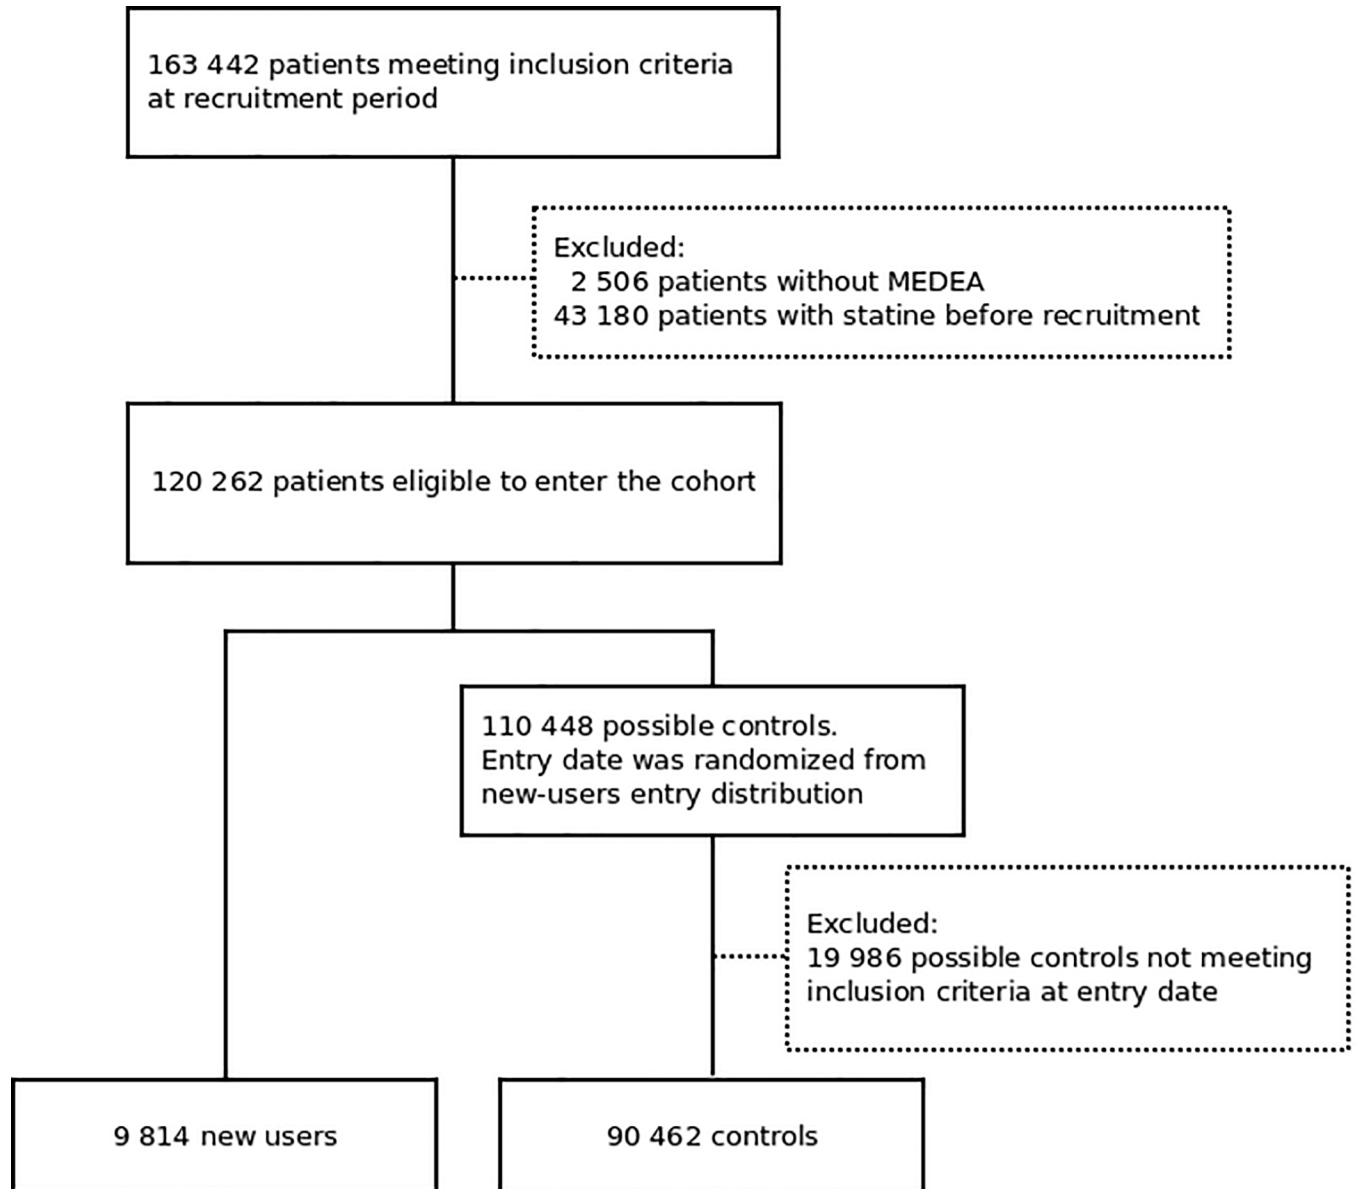 163 442 patients meeting inclusion criteria
at recruitment period
Excluded:
2 506 patients without MEDEA
43 180 patients with statine before recruitment
120 262 patients eligible to enter the cohort
110 448 possible controls.
Entry date was randomized from
new-users entry distribution
Excluded:
19 986 possible controls not meeting
inclusion criteria at entry date
9 814 new users
90 462 controls